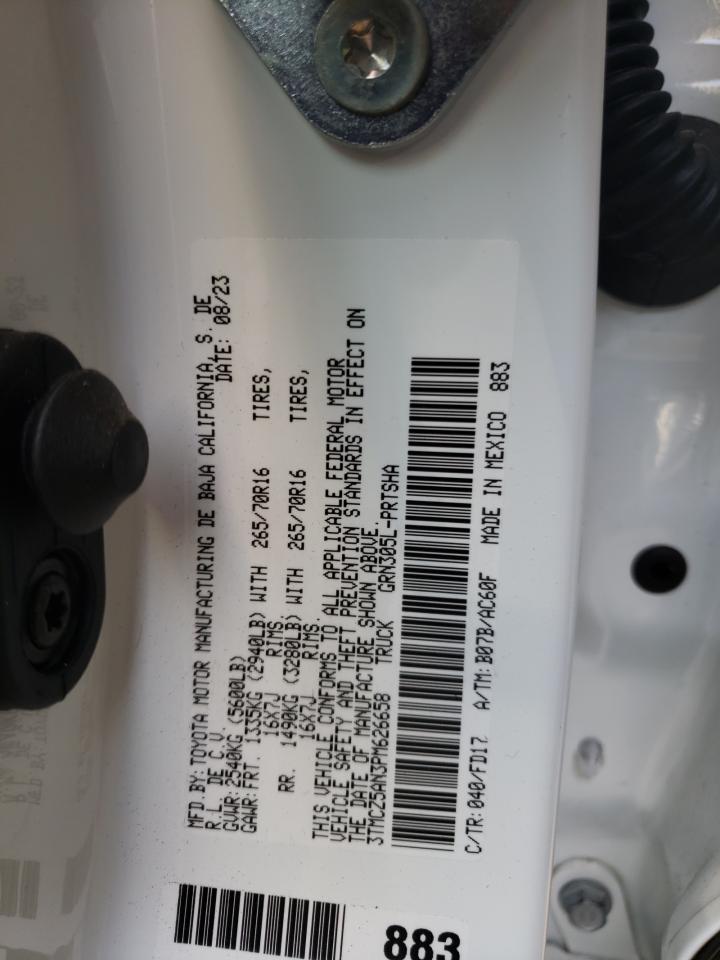 MFD BY: TOYOTA MOTOR MANUFACTURING DE BAJA CALIFORNIA, S. DE
R.L. DE C.V. DATE: 08/23
GVWR: 2540KG (5600LB)
GAWR: FRT. 1335KG (2940LB) WITH 265/70R16 TIRES,
16X7J RIMS.
RR. 1490KG (3280LB) WITH 265/70R16 TIRES,
16X7J RIMS.
THIS VEHICLE CONFORMS TO ALL APPLICABLE FEDERAL MOTOR
VEHICLE SAFETY AND THEFT PREVENTION STANDARDS IN EFFECT ON
THE DATE OF MANUFACTURE SHOWN ABOVE.
3TMCZ5AN3PM626658 TRUCK GRN305L-PRTSHA
C/TR: 040/FD17 A/TM: B07B/AC60F MADE IN MEXICO 883
883